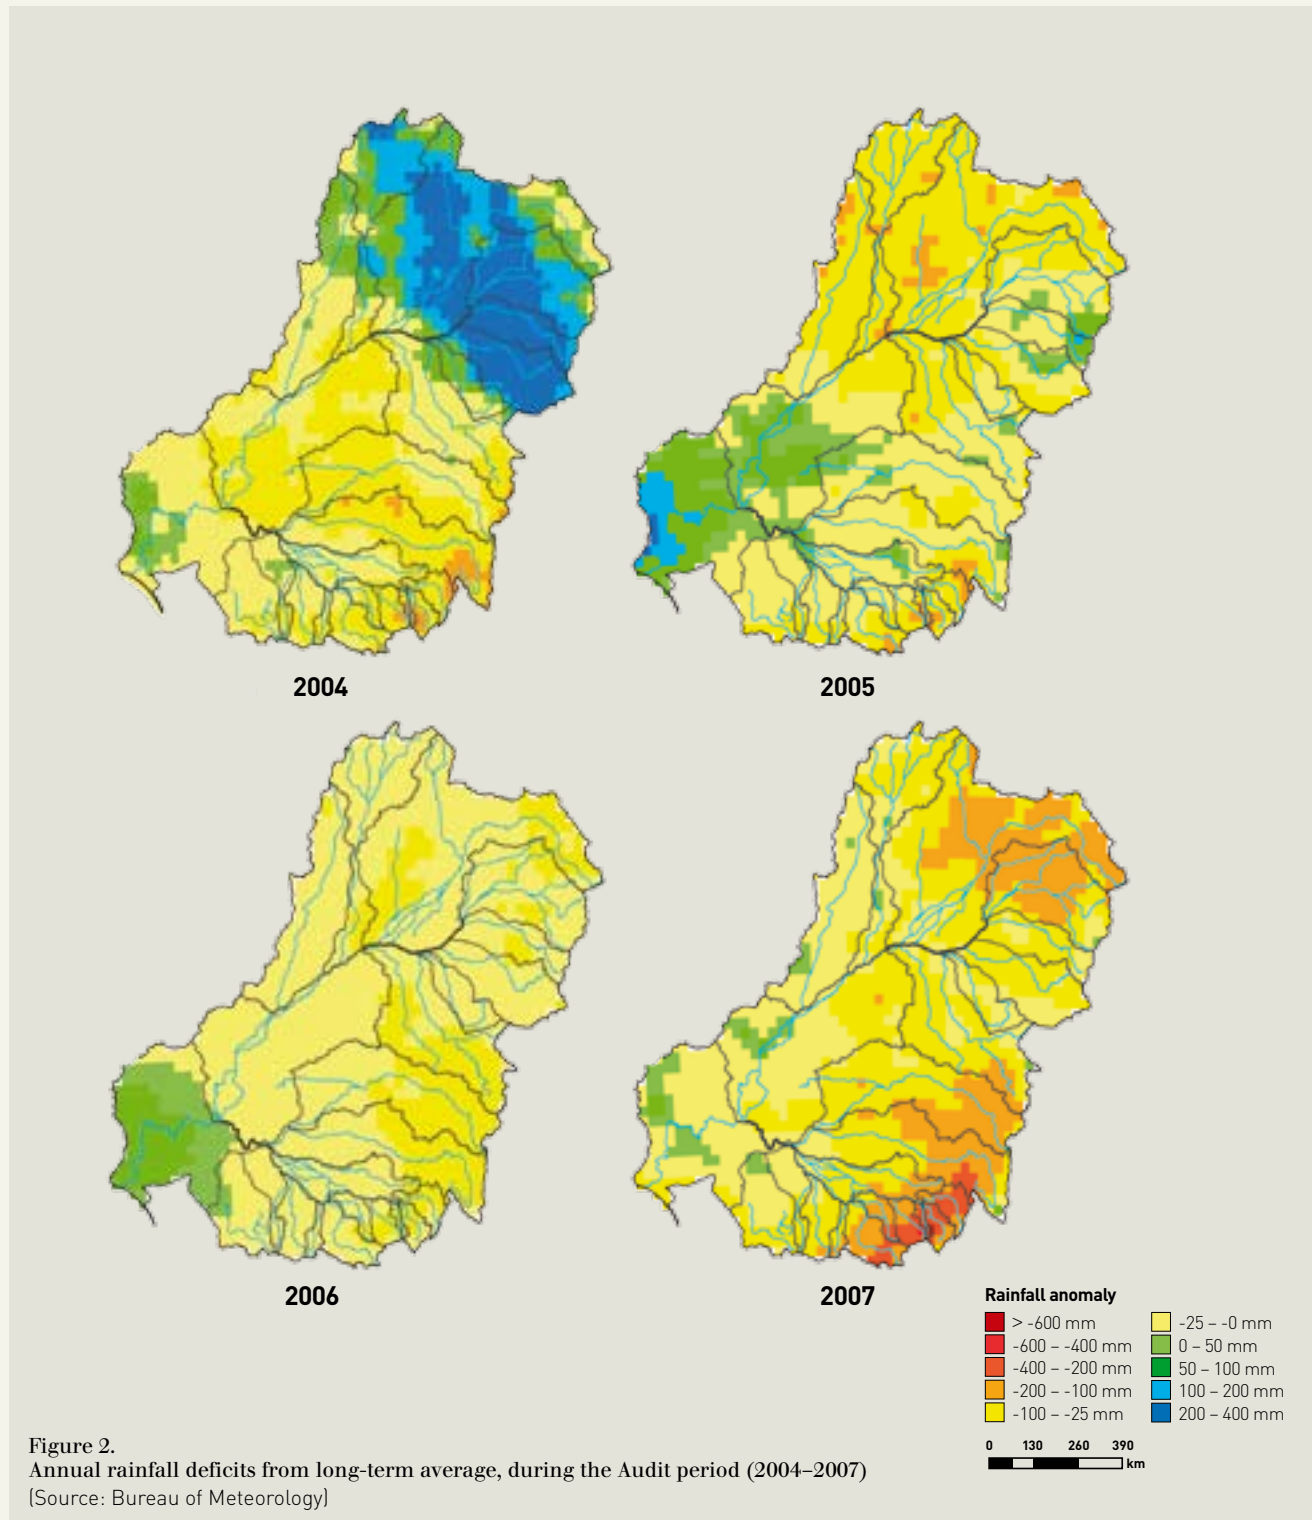 2004
2005
2006
2007
Rainfall anomaly
> -600 mm
-600 – -400 mm
-400 – -200 mm
-200 – -100 mm
-100 – -25 mm
-25 – -0 mm
0 – 50 mm
50 – 100 mm
100 – 200 mm
200 – 400 mm
0 130 260 390
km
Figure 2.
Annual rainfall deficits from long-term average, during the Audit period (2004–2007)
(Source: Bureau of Meteorology)